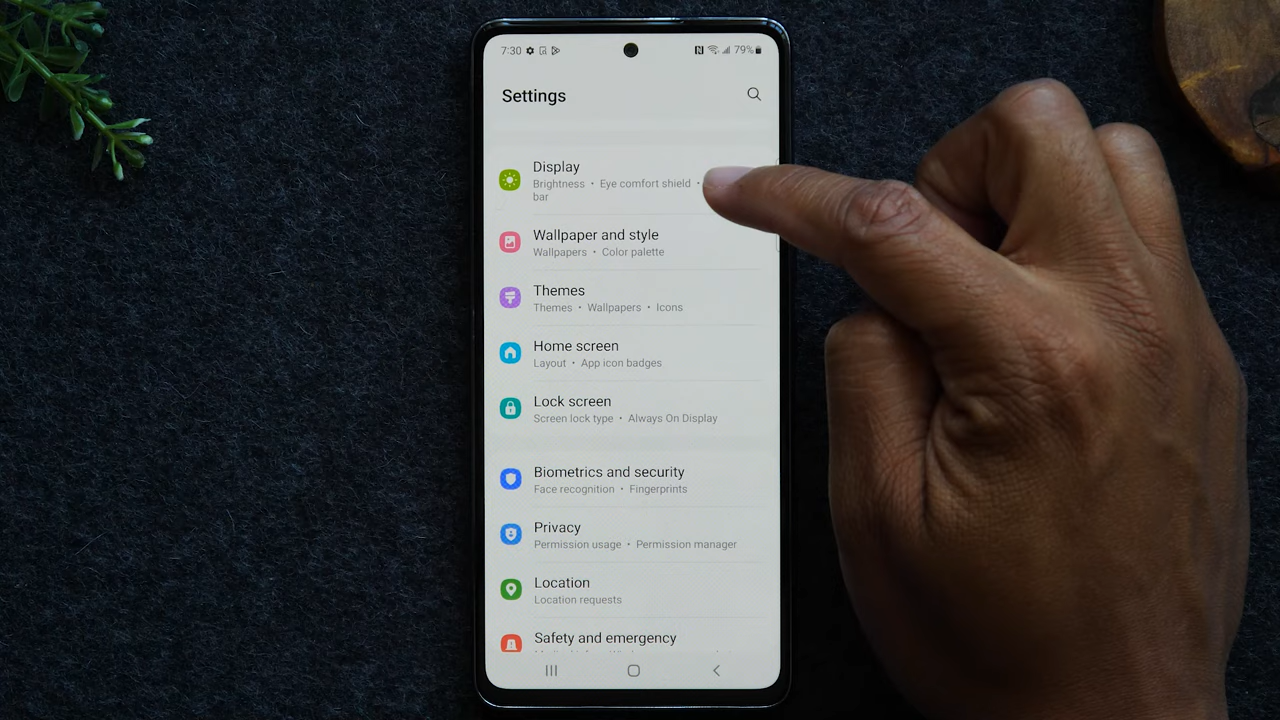 7:30 79%
Settings
Display
Brightness • Eye comfort shield •
bar
Wallpaper and style
Wallpapers • Color palette
Themes
Themes • Wallpapers • Icons
Home screen
Layout • App icon badges
Lock screen
Screen lock type • Always On Display
Biometrics and security
Face recognition • Fingerprints
Privacy
Permission usage • Permission manager
Location
Location requests
Safety and emergency